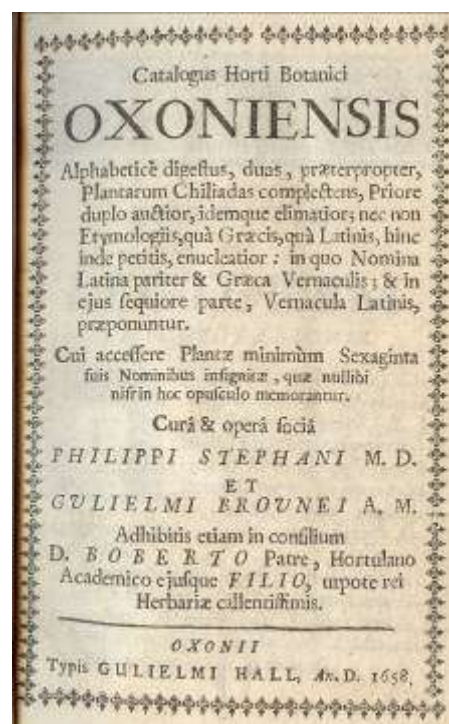 Catalogus Horti Botanici
OXONIENSIS
Alphabeticè digeſtus, duas, præterpropter,
Plantarum Chiliadas complectens, Priore
duplo auctior, idemque elimatior; nec non
Etymologiis, quà Græcis, quà Latinis, hinc
inde petitis, enucleatior: in quo Nomina
Latina pariter & Græca Vernaculis; & in
ejus ſequiore parte, Vernacula Latinis,
præponuntur.
Cui acceſſere Plantæ minimùm Sexaginta
ſuis Nominibus inſignitæ, quæ nullibi
niſi in hoc opuſculo memorantur.
Curâ & operâ ſociâ
PHILIPPI STEPHANI M. D.
ET
GULIELMI BROUNEI A. M.
Adhibitis etiam in conſilium
D. BOBERTO Patre, Hortulano
Academico ejuſque FILIO, utpote rei
Herbariæ callentiſſimis.
OXONII
Typis GULIELMI HALL, An. D. 1658.